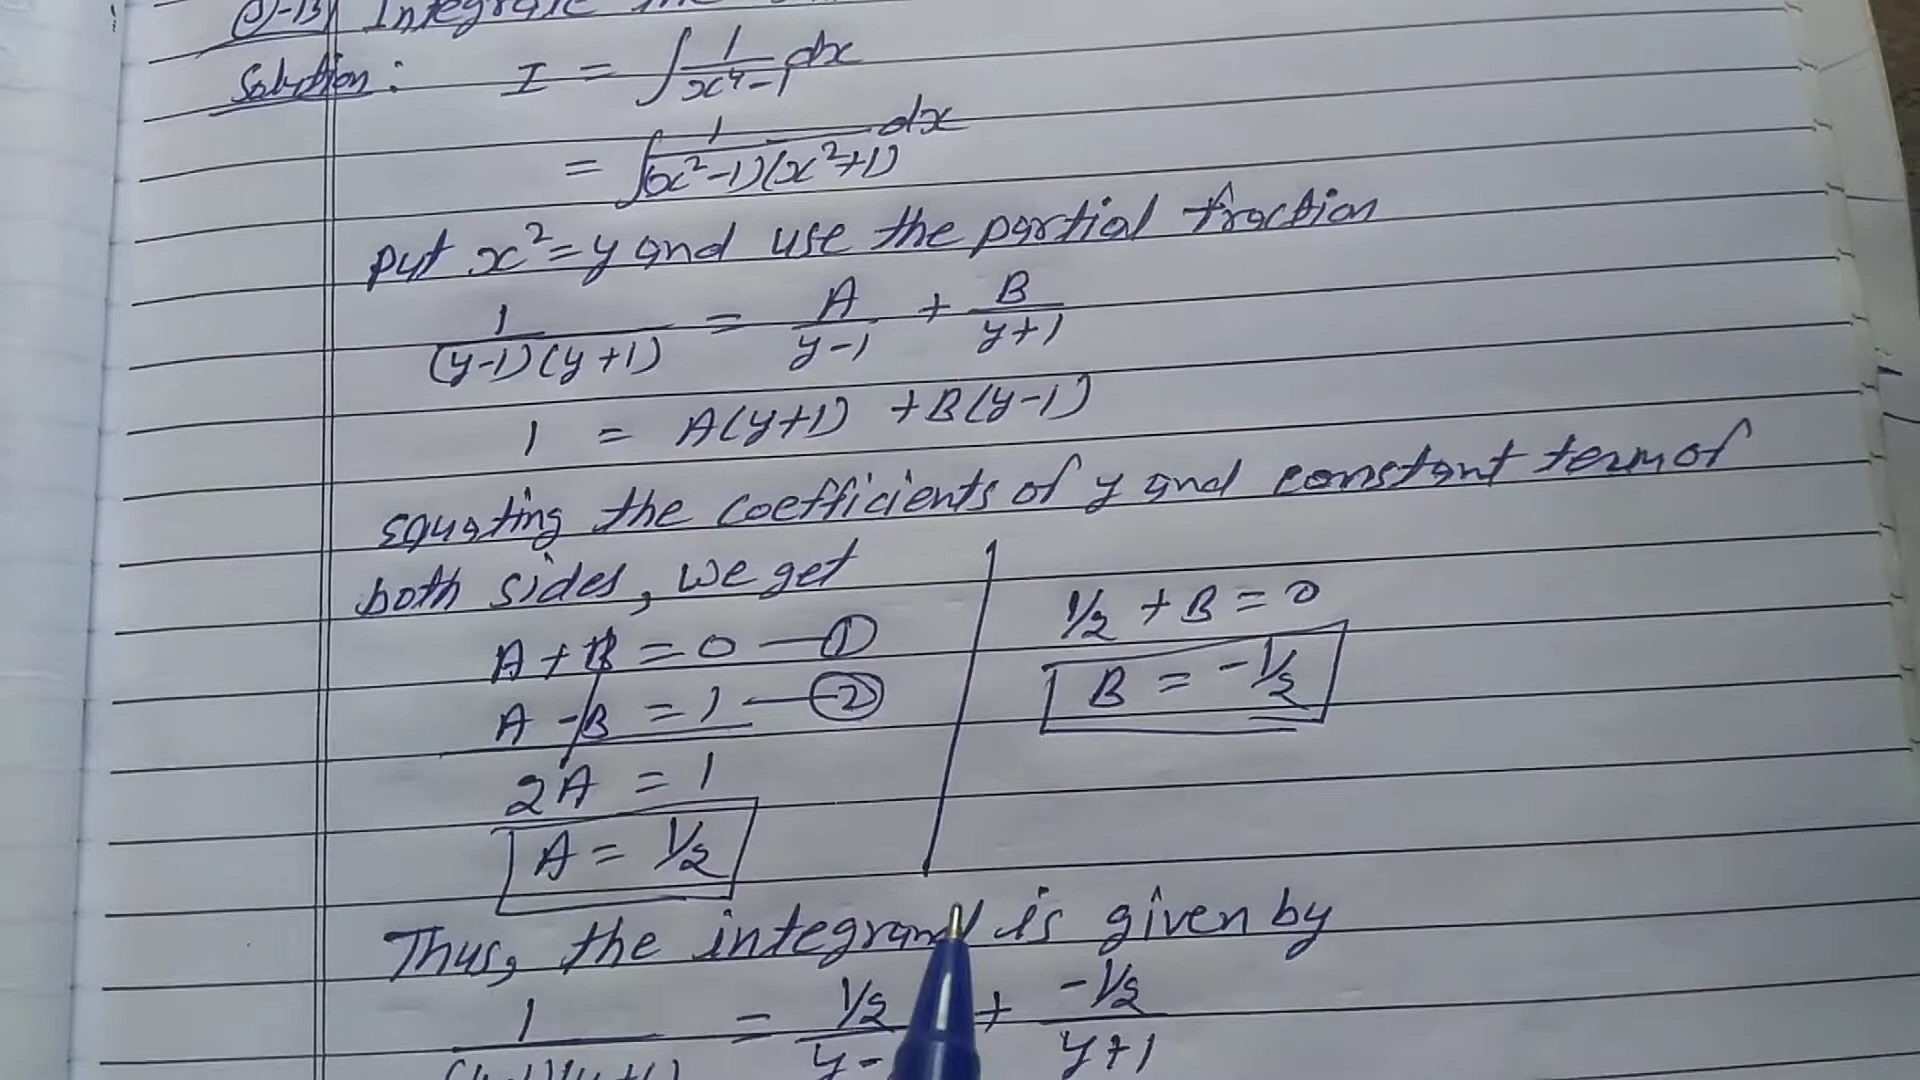 Q-13) Integrate the
Solution: I = ∫ 1/(x⁴-1) dx
= ∫ 1/((x²-1)(x²+1)) dx
put x²=y and use the partial fraction
1/((y-1)(y+1)) = A/(y-1) + B/(y+1)
1 = A(y+1) + B(y-1)
equating the coefficients of y and constant term of
both sides, we get
A + B = 0 — ①
A - B = 1 — ②
2A = 1
A = 1/2
1/2 + B = 0
B = -1/2
Thus, the integrand is given by
1/((y-1)(y+1)) = 1/2/(y- + -1/2/(y+1)